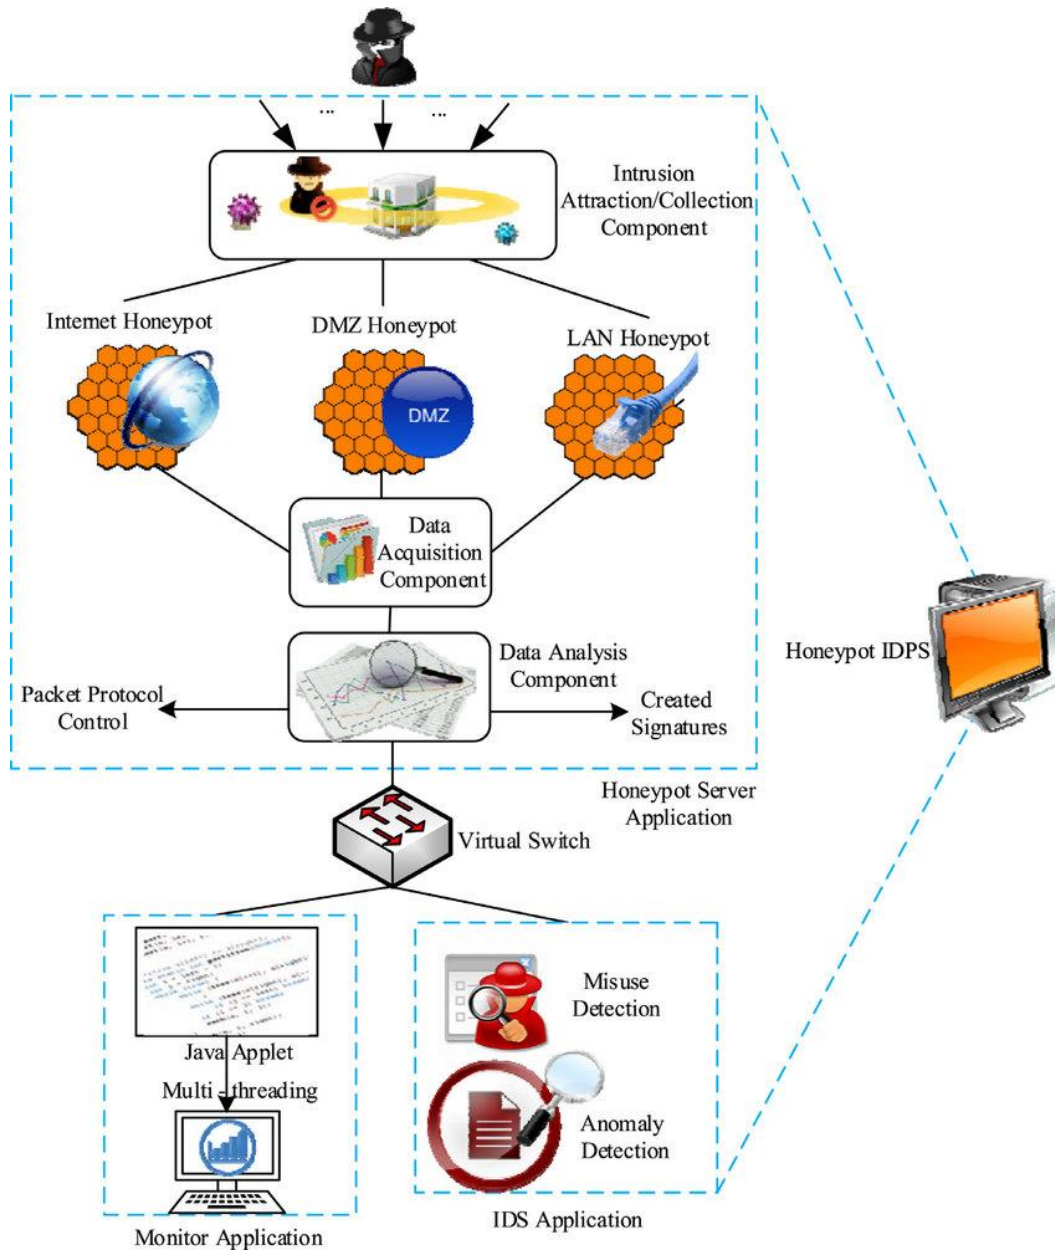 ...
...
Intrusion
Attraction/Collection
Component
Internet Honeypot
DMZ Honeypot
LAN Honeypot
DMZ
Data
Acquisition
Component
Data Analysis
Component
Packet Protocol
Control
Created
Signatures
Honeypot IDPS
Honeypot Server
Application
Virtual Switch
Java Applet
Multi - threading
Monitor Application
Misuse
Detection
Anomaly
Detection
IDS Application